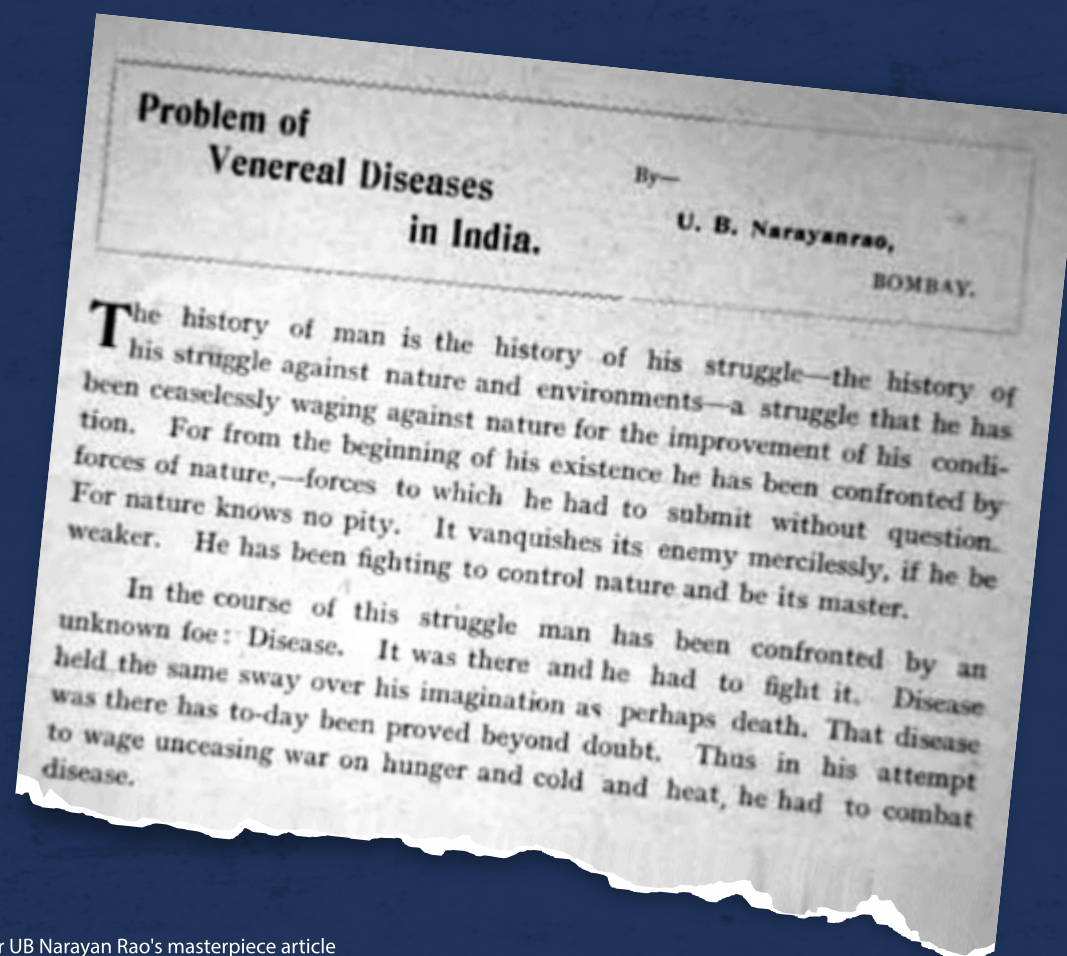 Problem of
Venereal Diseases
in India.
By—
U. B. Narayanrao,
BOMBAY.
The history of man is the history of his struggle—the history of
his struggle against nature and environments—a struggle that he has
been ceaselessly waging against nature for the improvement of his condi-
tion. For from the beginning of his existence he has been confronted by
forces of nature,—forces to which he had to submit without question.
For nature knows no pity. It vanquishes its enemy mercilessly, if he be
weaker. He has been fighting to control nature and be its master.
In the course of this struggle man has been confronted by an
unknown foe: Disease. It was there and he had to fight it. Disease
held the same sway over his imagination as perhaps death. That disease
was there has to-day been proved beyond doubt. Thus in his attempt
to wage unceasing war on hunger and cold and heat, he had to combat
disease.
r UB Narayan Rao's masterpiece article